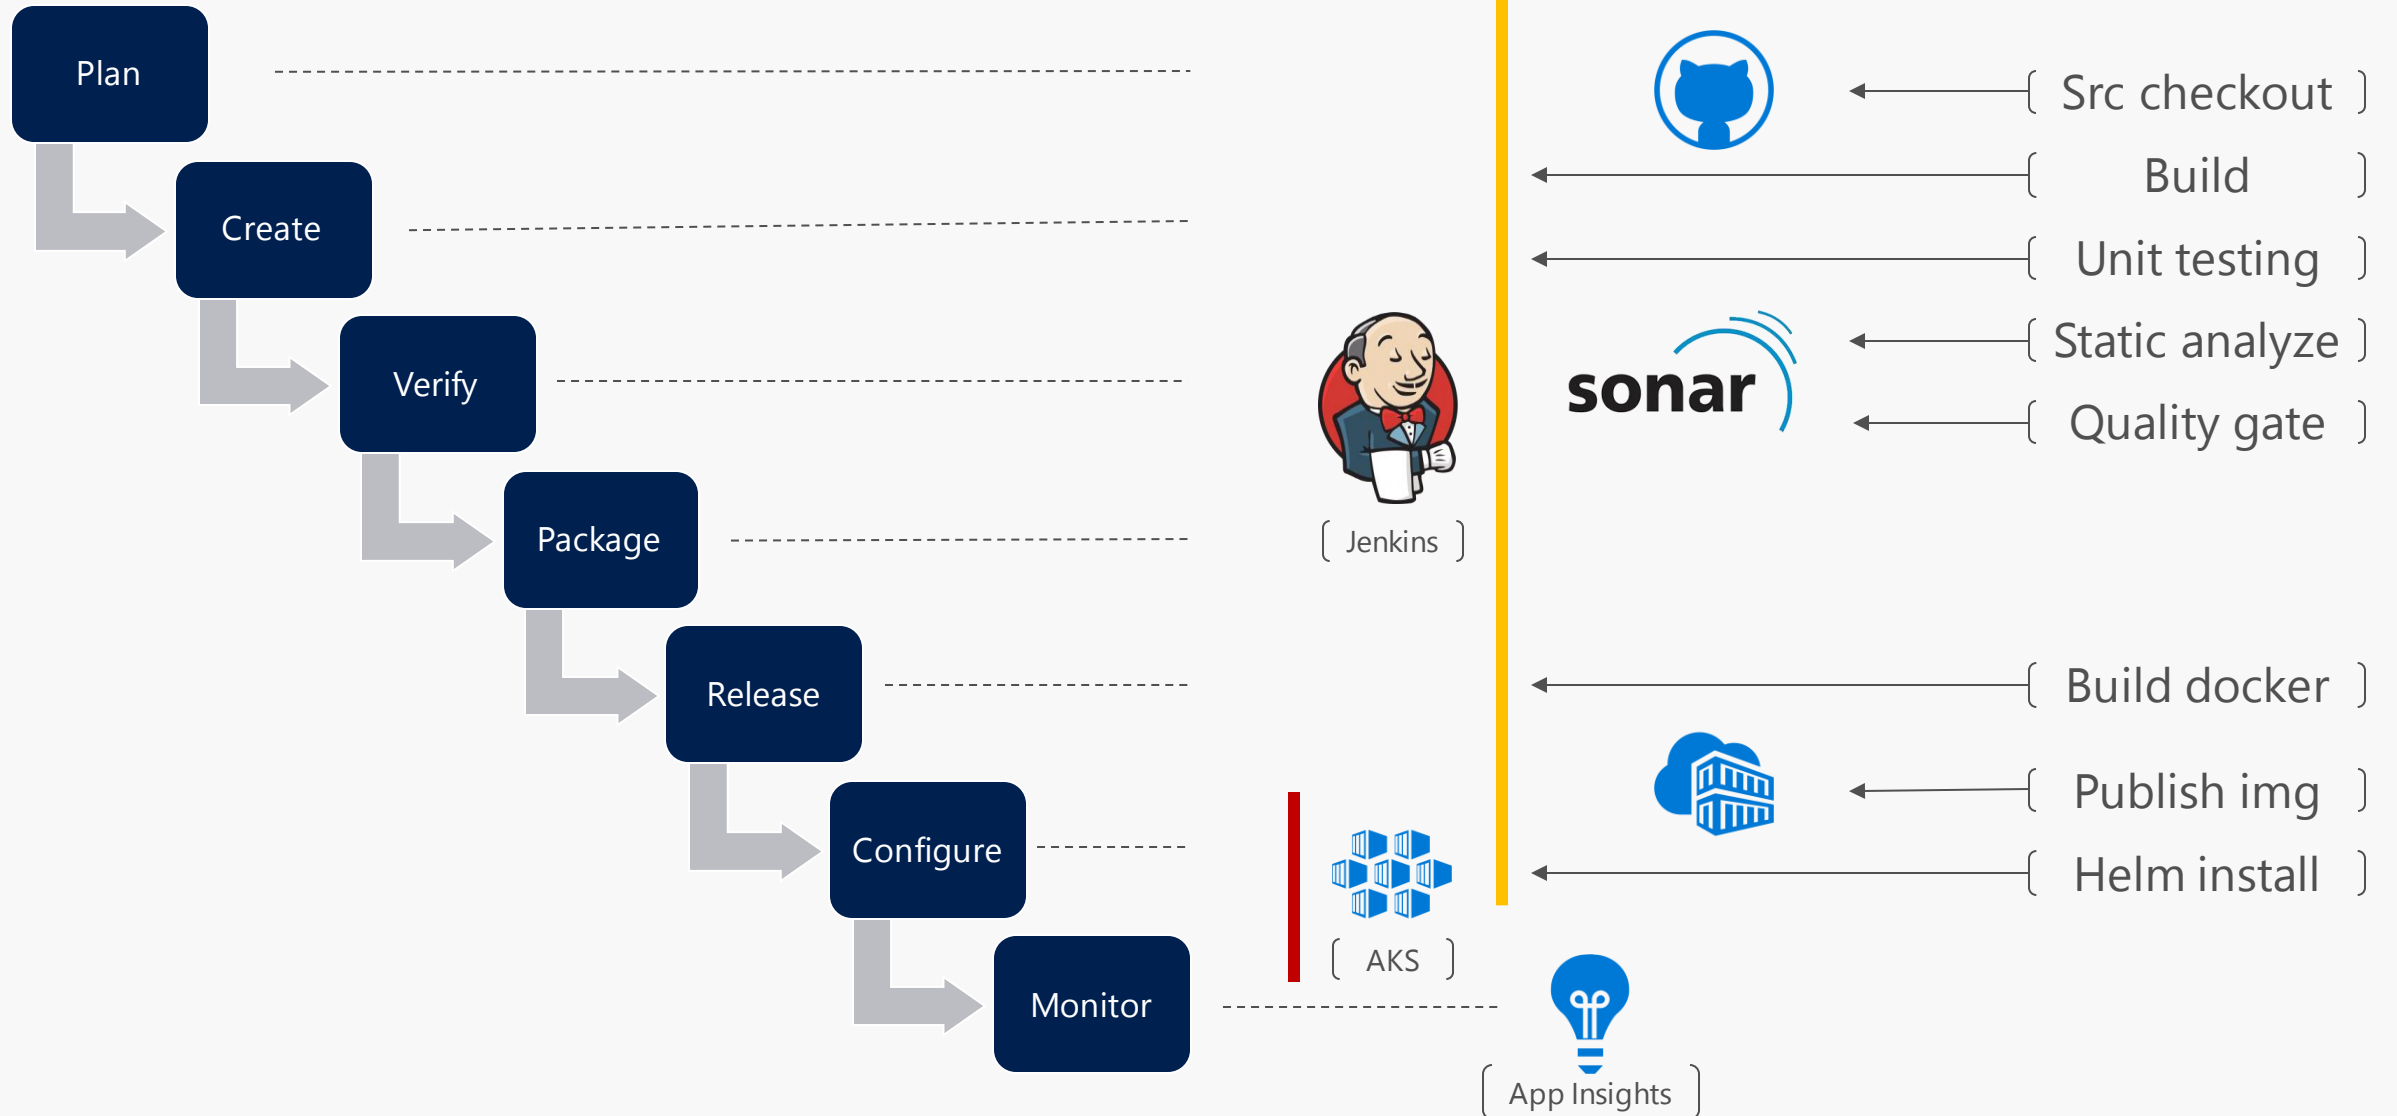 Plan
Src checkout
Build
Create
Unit testing
Static analyze
Verify
sonar
Quality gate
Package
Jenkins
Release
Build docker
Publish img
Configure
Helm install
AKS
Monitor
App Insights